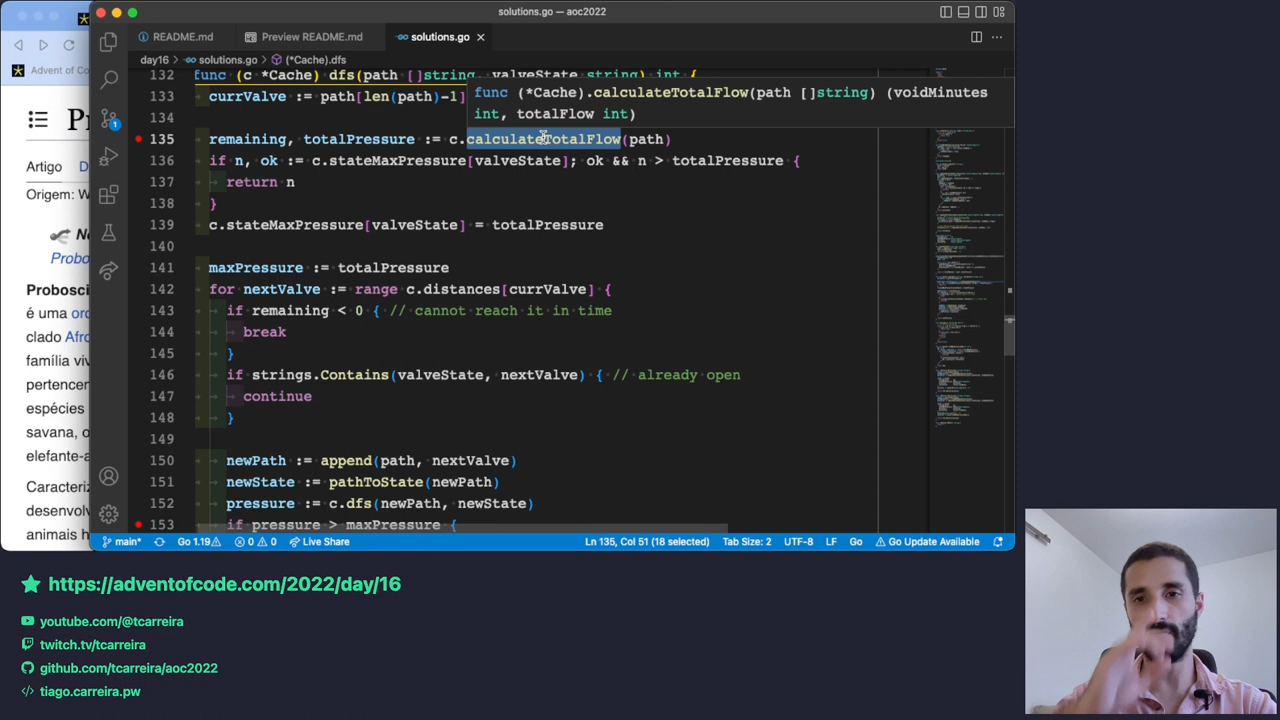 solutions.go — aoc2022
README.md
Preview README.md
solutions.go
day16 › solutions.go › (*Cache).dfs
Advent of Co
Artigo
Origem: W
Probosci
é uma
clado Afro
família viv
pertencen
espécies
savana, o
elefante-a
Caracteriz
desenvolv
animais h
132 func (c *Cache) dfs(path []string, valveState string) int {
133 currValve := path[len(path)-1]
func (*Cache).calculateTotalFlow(path []string) (voidMinutes
int, totalFlow int)
134
135 remaining, totalPressure := c.calculateTotalFlow(path)
136 if n, ok := c.stateMaxPressure[valveState]; ok && n > totalPressure {
137 return n
138 }
139 c.stateMaxPressure[valveState] = totalPressure
140
141 maxPressure := totalPressure
142 for nextValve := range c.distances[currValve] {
143 if remaining < 0 { // cannot reach it in time
144 break
145 }
146 if strings.Contains(valveState, nextValve) { // already open
147 continue
148 }
149
150 newPath := append(path, nextValve)
151 newState := pathToState(newPath)
152 pressure := c.dfs(newPath, newState)
153 if pressure > maxPressure {
1
main*
Go 1.19
0
0
Live Share
Ln 135, Col 51 (18 selected)
Tab Size: 2
UTF-8
LF
Go
Go Update Available
https://adventofcode.com/2022/day/16
youtube.com/@tcarreira
twitch.tv/tcarreira
github.com/tcarreira/aoc2022
tiago.carreira.pw